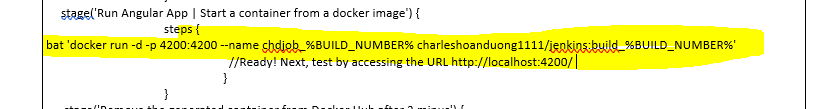 stage('Run Angular App | Start a container from a docker image') {
steps {
bat 'docker run -d -p 4200:4200 --name chdjob_%BUILD_NUMBER% charleshoanduong1111/jenkins:build_%BUILD_NUMBER%'
//Ready! Next, test by accessing the URL http://localhost:4200/
}
}
stage('Remove the generated container from Docker Hub after 2 minus') {